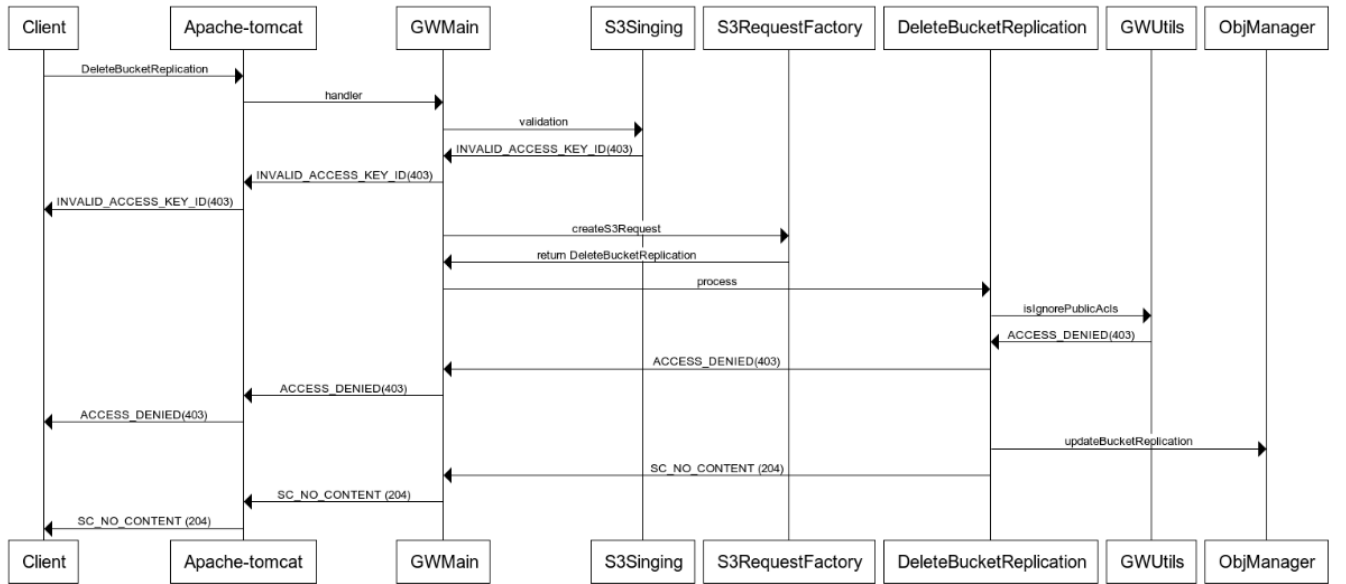 Client Apache-tomcat GWMain S3Singing S3RequestFactory DeleteBucketReplication GWUtils ObjManager
DeleteBucketReplication
handler
validation
INVALID_ACCESS_KEY_ID(403)
INVALID_ACCESS_KEY_ID(403)
INVALID_ACCESS_KEY_ID(403)
createS3Request
return DeleteBucketReplication
process
isIgnorePublicAcls
ACCESS_DENIED(403)
ACCESS_DENIED(403)
ACCESS_DENIED(403)
ACCESS_DENIED(403)
updateBucketReplication
SC_NO_CONTENT (204)
SC_NO_CONTENT (204)
SC_NO_CONTENT (204)
Client Apache-tomcat GWMain S3Singing S3RequestFactory DeleteBucketReplication GWUtils ObjManager